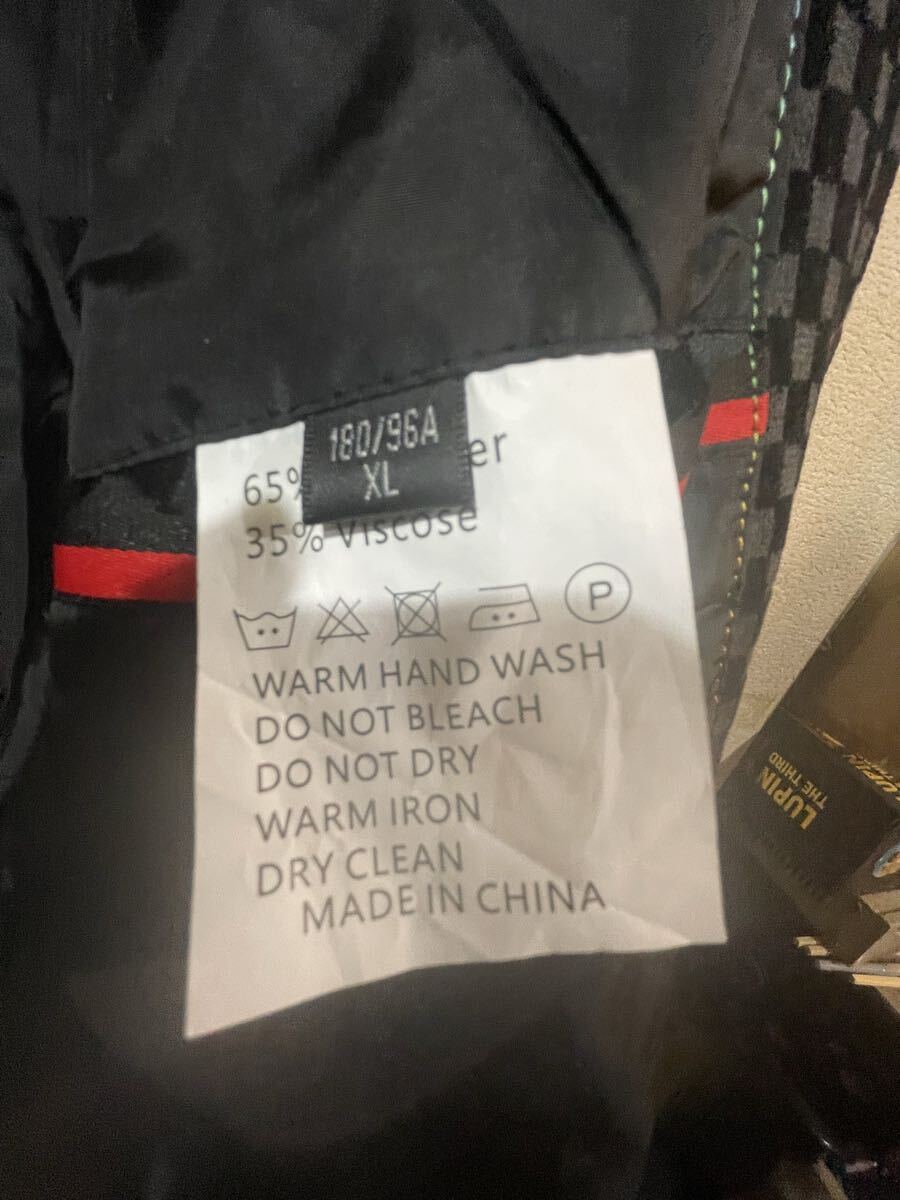 180/96A
XL
65%
35% Viscose
P
WARM HAND WASH
DO NOT BLEACH
DO NOT DRY
WARM IRON
DRY CLEAN
MADE IN CHINA
LUPIN
THE THIRD